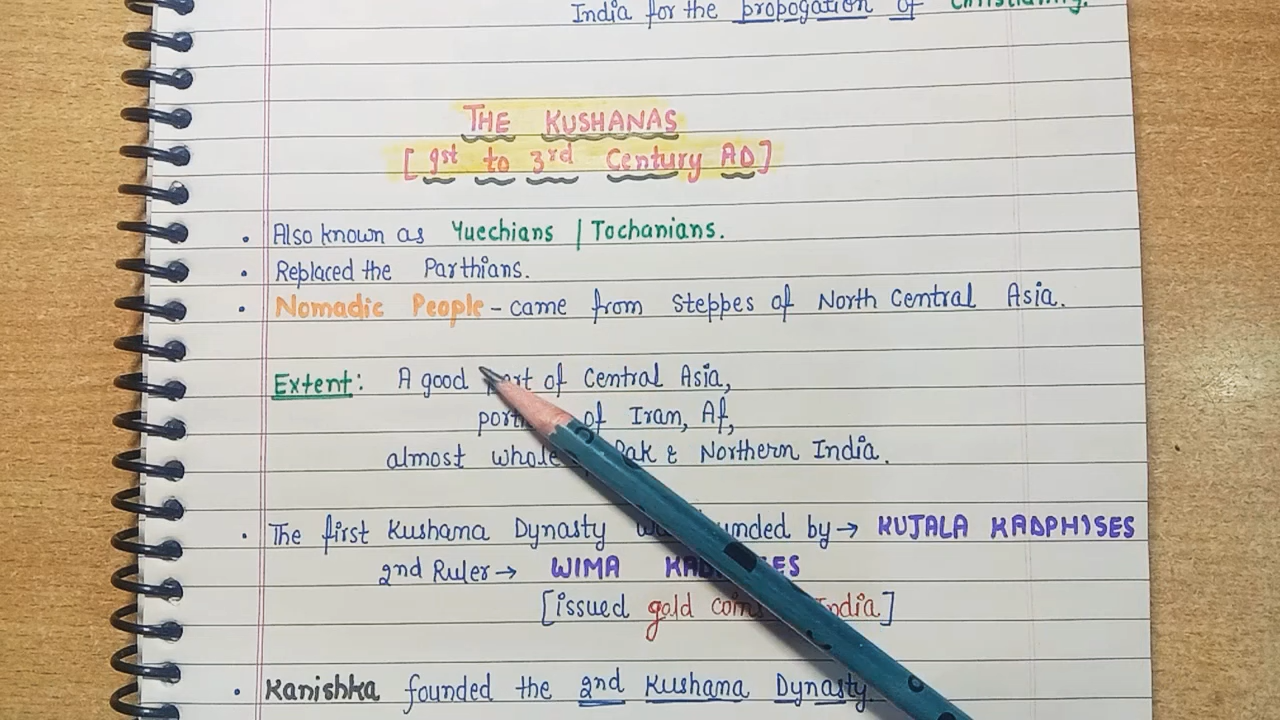 India for the propogation of Christianity.
THE KUSHANAS
[1st to 3rd Century AD]
• Also known as Yuechians / Tochanians.
• Replaced the Parthians.
• Nomadic People - came from steppes of North Central Asia.
Extent: A good part of Central Asia,
of Iran, Af,
almost whole Pak & Northern India.
• The first Kushana Dynasty founded by → KUJALA KADPHISES
2nd Ruler → WIMA
[issued gold coins India]
• Kanishka founded the 2nd Kushana Dynasty.